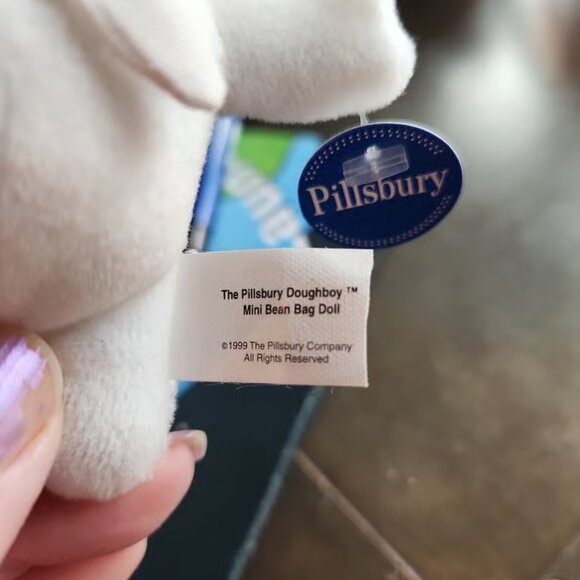 Pillsbury
The Pillsbury Doughboy ™
Mini Bean Bag Doll
©1999 The Pillsbury Company
All Rights Reserved